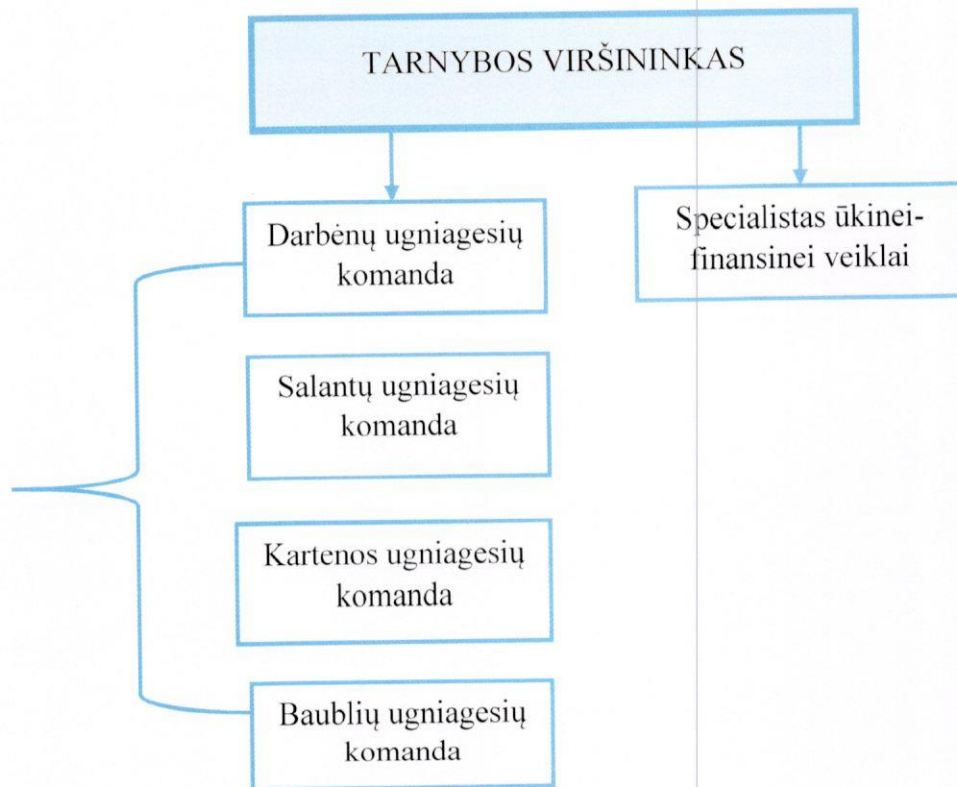 TARNYBOS VIRŠININKAS
Darbėnų ugniagesių
komanda
Specialistas ūkinei-
finansinei veiklai
Salantų ugniagesių
komanda
Kartenos ugniagesių
komanda
Baublių ugniagesių
komanda